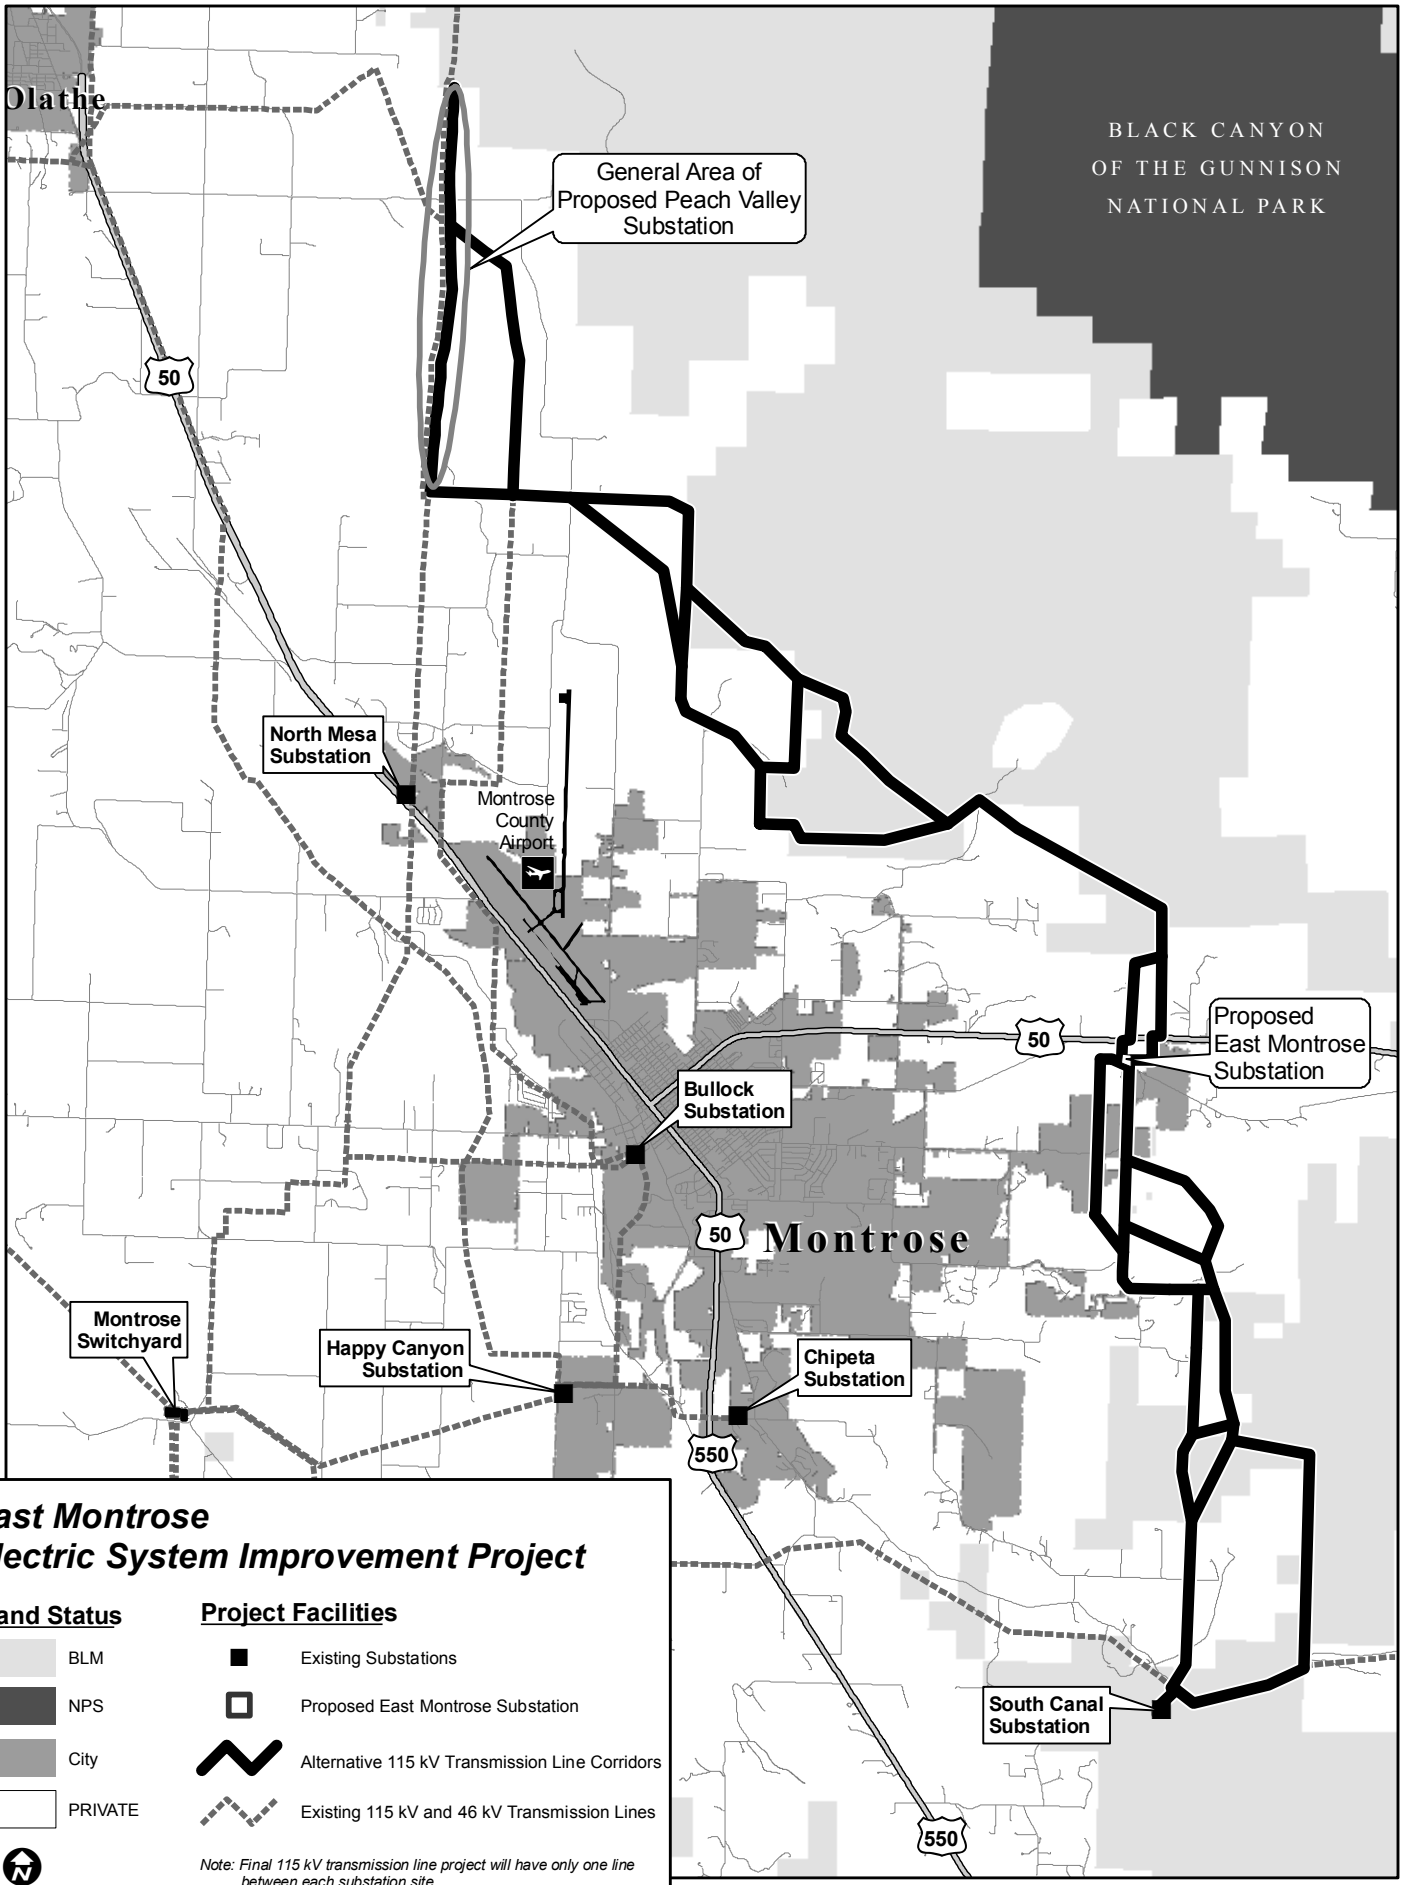 Olathe
BLACK CANYON
OF THE GUNNISON
NATIONAL PARK
General Area of
Proposed Peach Valley
Substation
50
North Mesa
Substation
Montrose
County
Airport
50
Proposed
East Montrose
Substation
Bullock
Substation
50
Montrose
Montrose
Switchyard
Happy Canyon
Substation
Chipeta
Substation
550
ast Montrose
lectric System Improvement Project
and Status
BLM
NPS
City
PRIVATE
N
Project Facilities
Existing Substations
Proposed East Montrose Substation
Alternative 115 kV Transmission Line Corridors
Existing 115 kV and 46 kV Transmission Lines
Note: Final 115 kV transmission line project will have only one line
between each substation site
South Canal
Substation
550